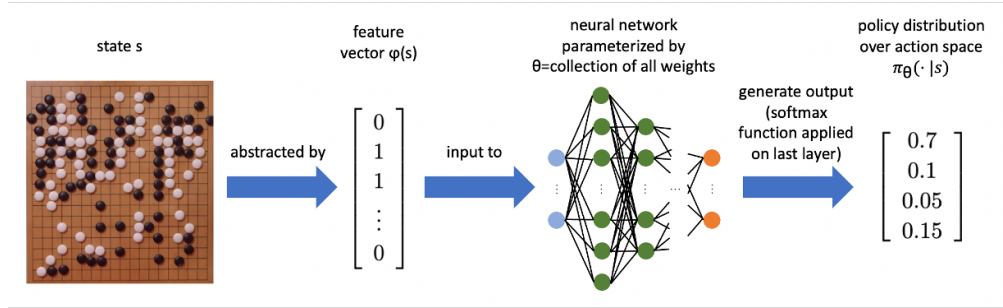 state s
abstracted by
feature
vector φ(s)
0
1
1
⋮
0
input to
neural network
parameterized by
θ=collection of all weights
...
generate output
(softmax
function applied
on last layer)
policy distribution
over action space
π_θ(· |s)
0.7
0.1
0.05
0.15